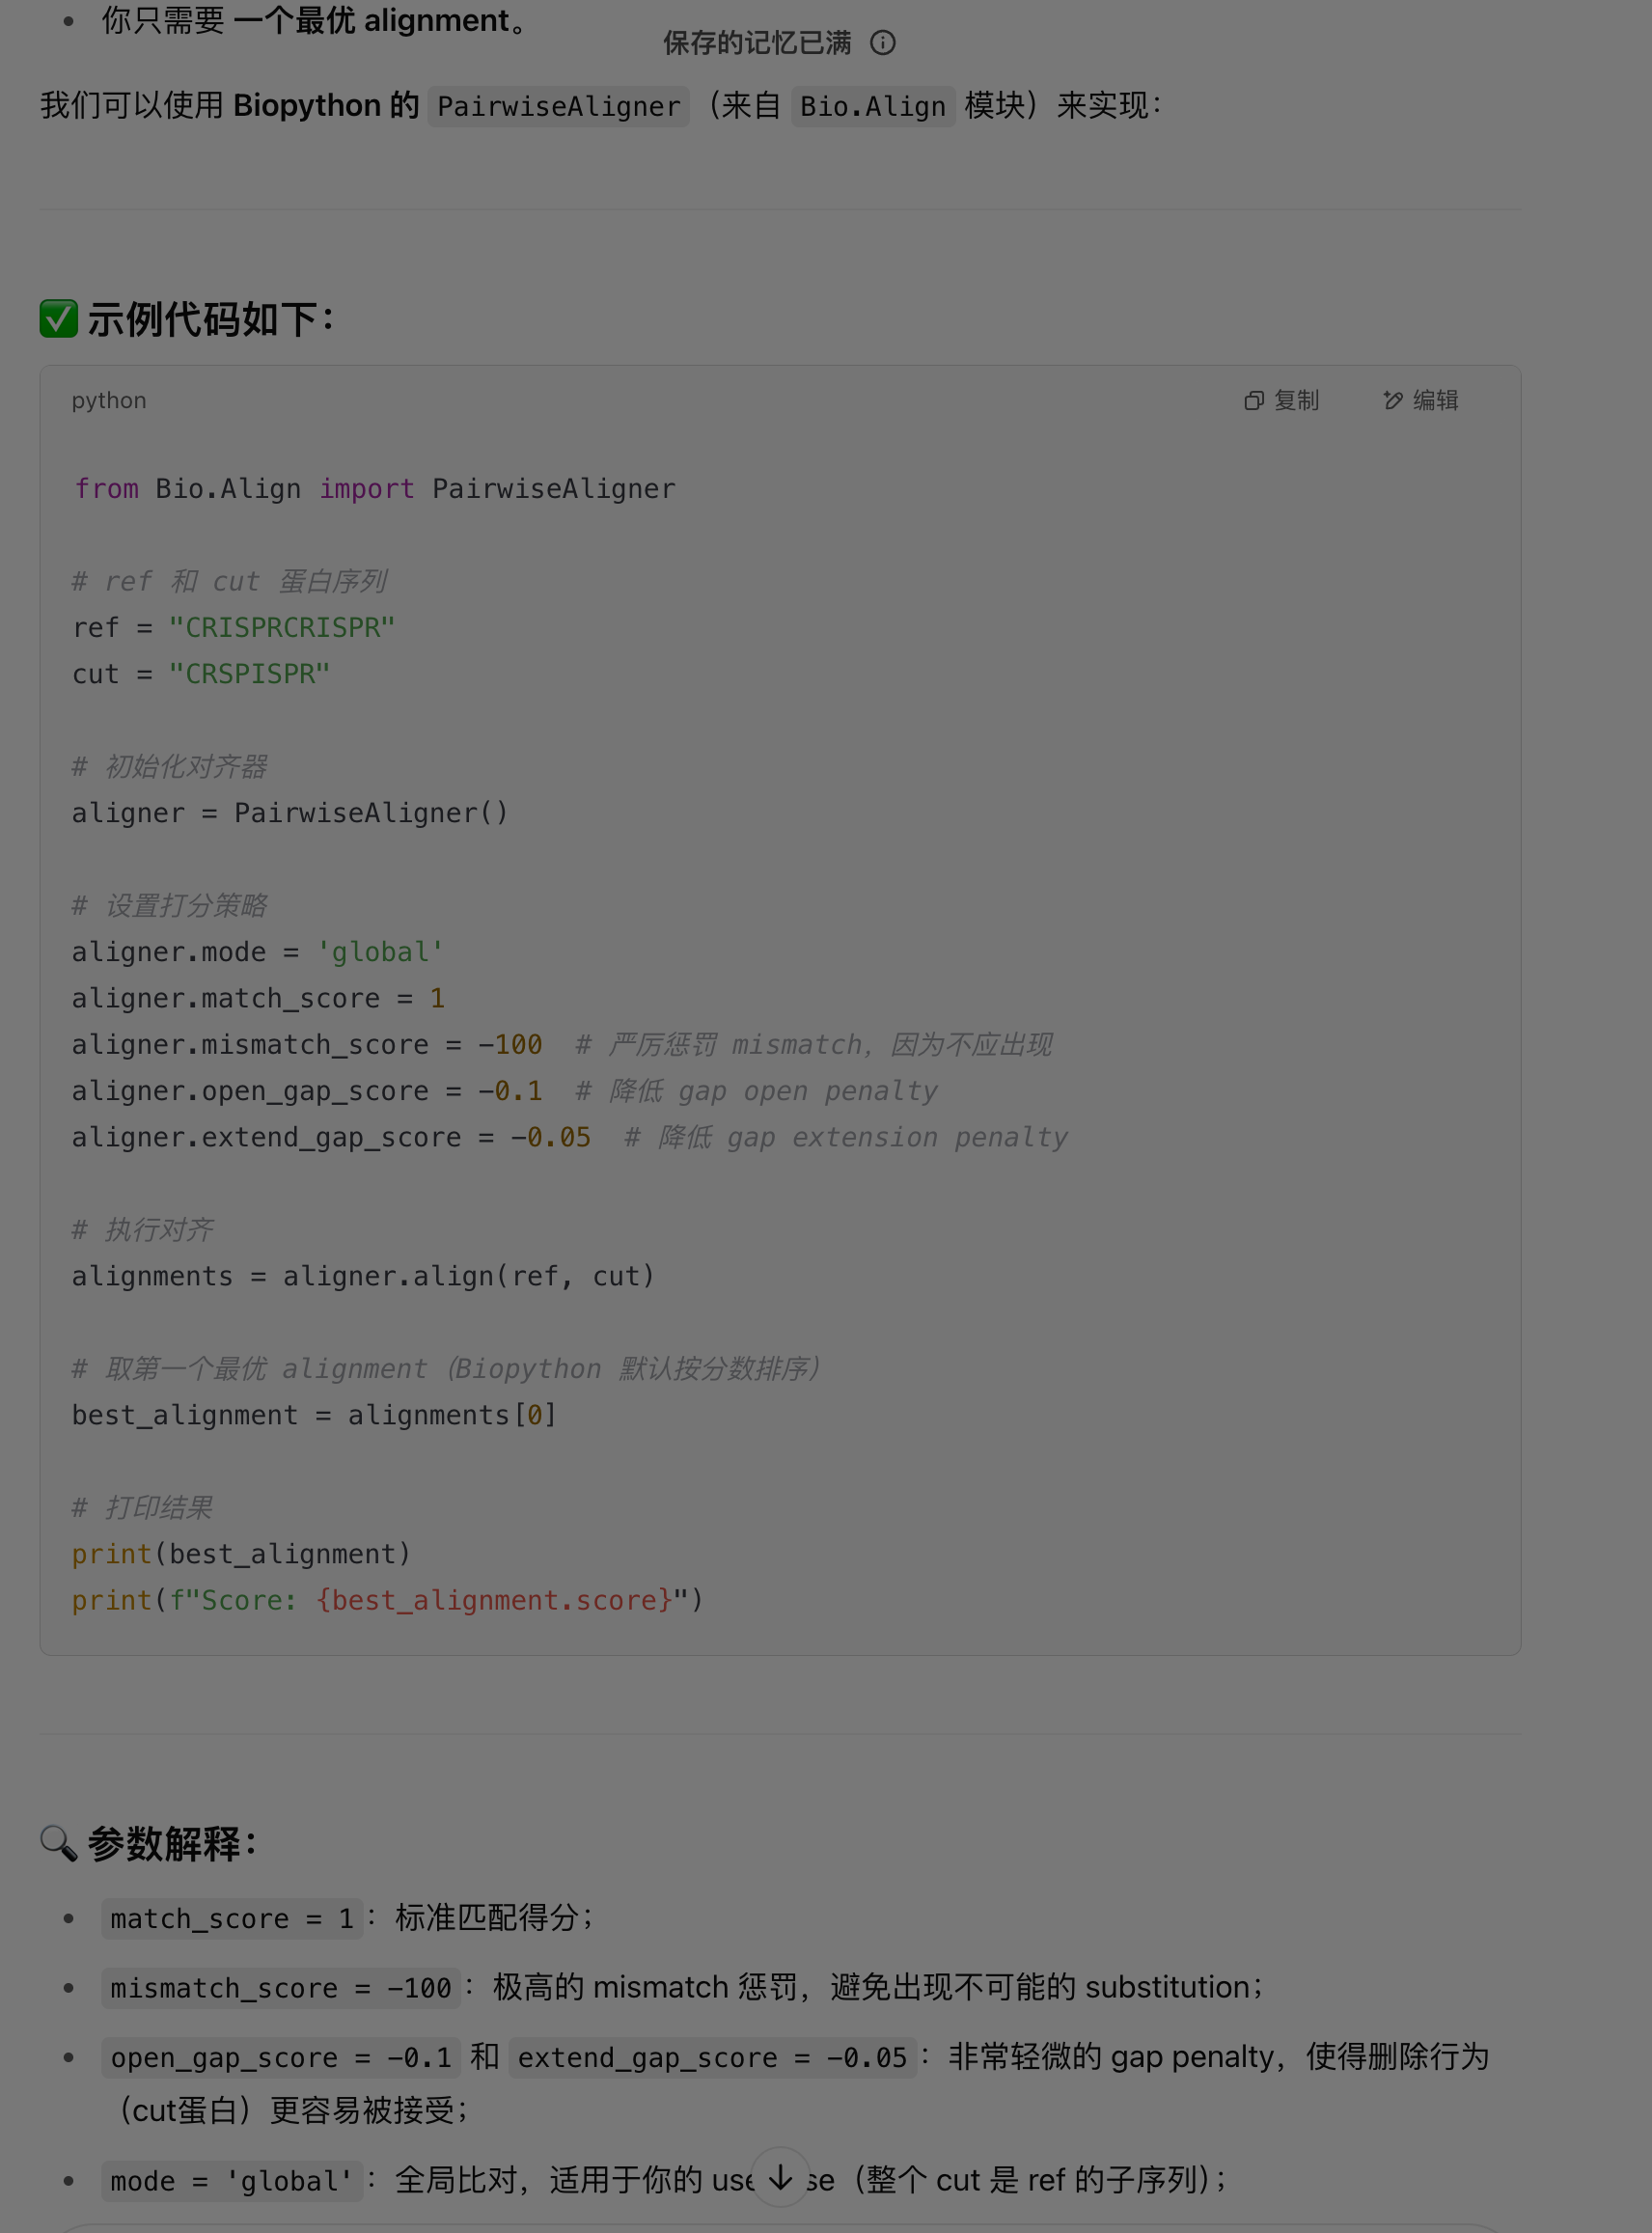 你只需要 一个最优 alignment。
保存的记忆已满
我们可以使用 Biopython 的 PairwiseAligner（来自 Bio.Align 模块）来实现：
示例代码如下：
python
复制
编辑
from Bio.Align import PairwiseAligner
# ref 和 cut 蛋白序列
ref = "CRISPRCRISPR"
cut = "CRSPISPR"
# 初始化对齐器
aligner = PairwiseAligner()
# 设置打分策略
aligner.mode = 'global'
aligner.match_score = 1
aligner.mismatch_score = -100  # 严厉惩罚 mismatch，因为不应出现
aligner.open_gap_score = -0.1  # 降低 gap open penalty
aligner.extend_gap_score = -0.05  # 降低 gap extension penalty
# 执行对齐
alignments = aligner.align(ref, cut)
# 取第一个最优 alignment（Biopython 默认按分数排序）
best_alignment = alignments[0]
# 打印结果
print(best_alignment)
print(f"Score: {best_alignment.score}")
参数解释：
match_score = 1：标准匹配得分；
mismatch_score = -100：极高的 mismatch 惩罚，避免出现不可能的 substitution；
open_gap_score = -0.1 和 extend_gap_score = -0.05：非常轻微的 gap penalty，使得删除行为
（cut蛋白）更容易被接受；
mode = 'global'：全局比对，适用于你的 use se（整个 cut 是 ref 的子序列）；